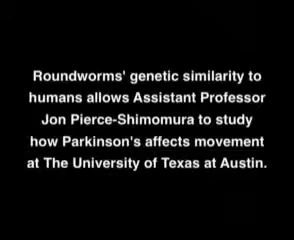 Roundworms' genetic similarity to
humans allows Assistant Professor
Jon Pierce-Shimomura to study
how Parkinson's affects movement
at The University of Texas at Austin.